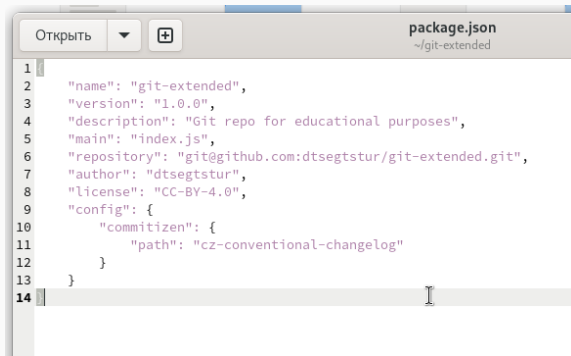 Открыть
package.json
~/git-extended
1 {
2 "name": "git-extended",
3 "version": "1.0.0",
4 "description": "Git repo for educational purposes",
5 "main": "index.js",
6 "repository": "git@github.com:dtsegtstur/git-extended.git",
7 "author": "dtsegtstur",
8 "license": "CC-BY-4.0",
9 "config": {
10 "commitizen": {
11 "path": "cz-conventional-changelog"
12 }
13 }
14 }